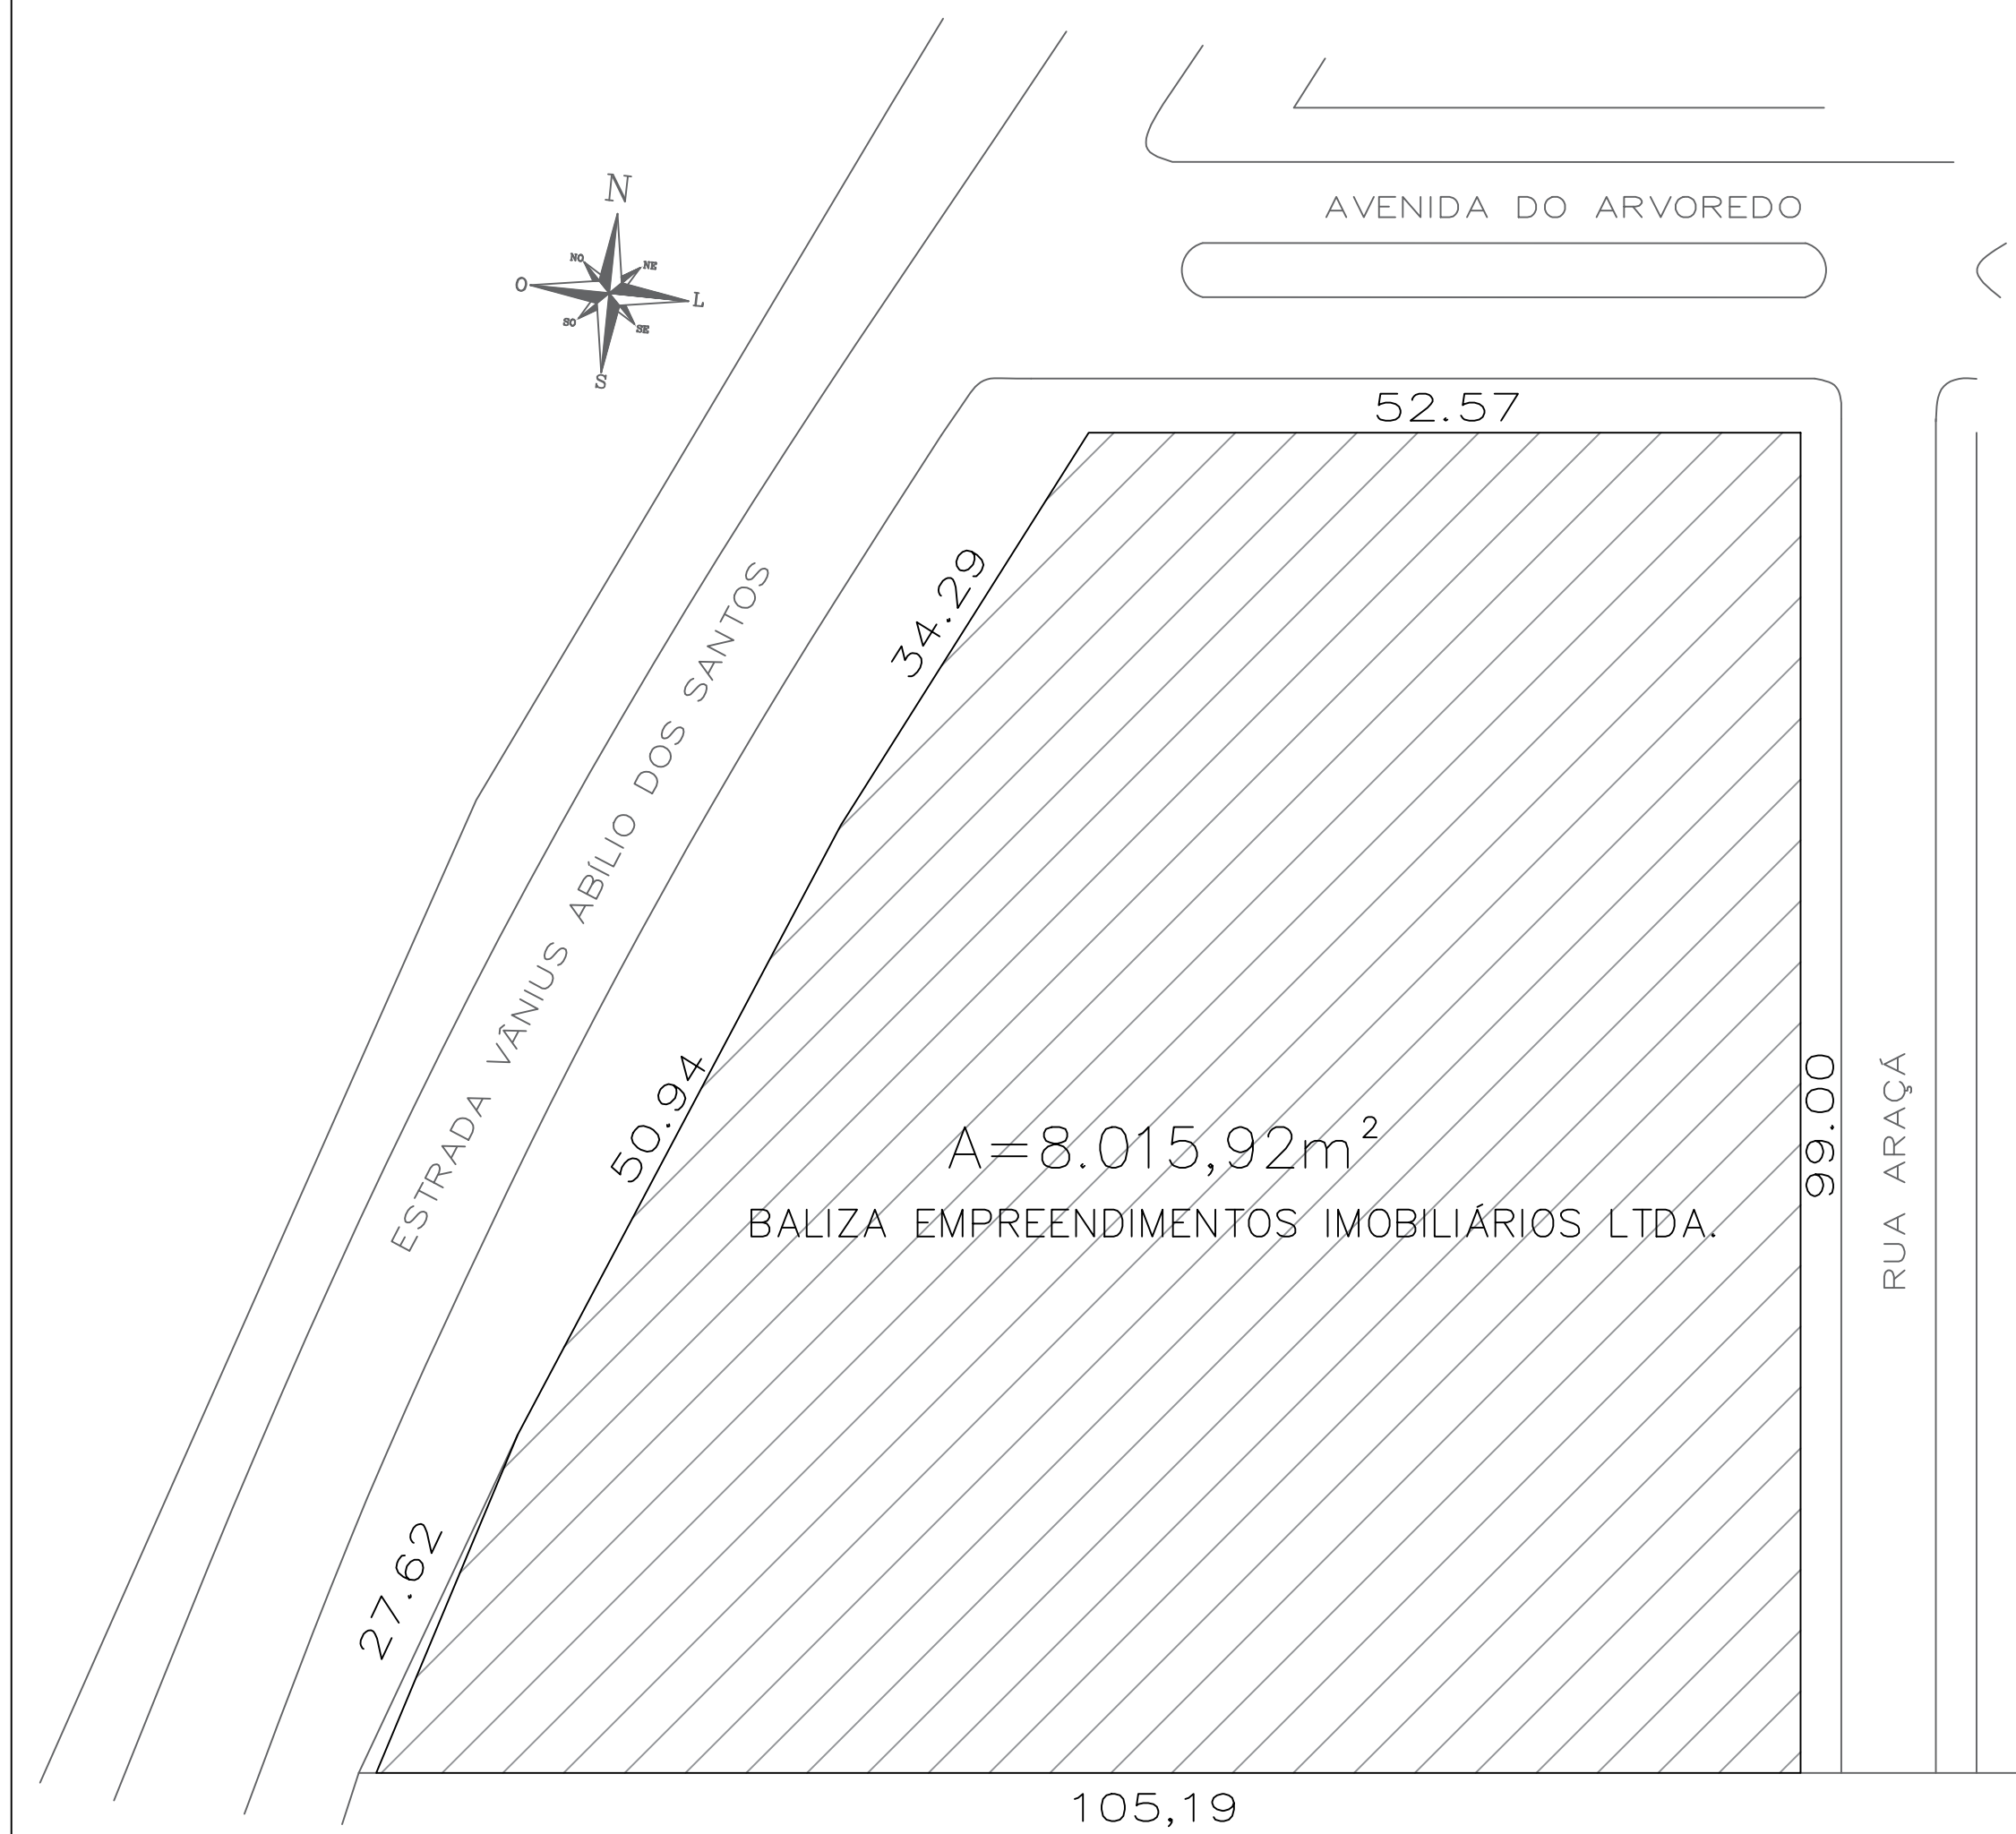 N
NO
NE
O
L
SO
SE
S
AVENIDA DO ARVOREDO
52.57
34.29
ESTRADA VÂNIUS ABÍLIO DOS SANTOS
50.94
99.00
RUA ARAÇÁ
A=8.015,92m²
BALIZA EMPREENDIMENTOS IMOBILIÁRIOS LTDA.
27.62
105,19